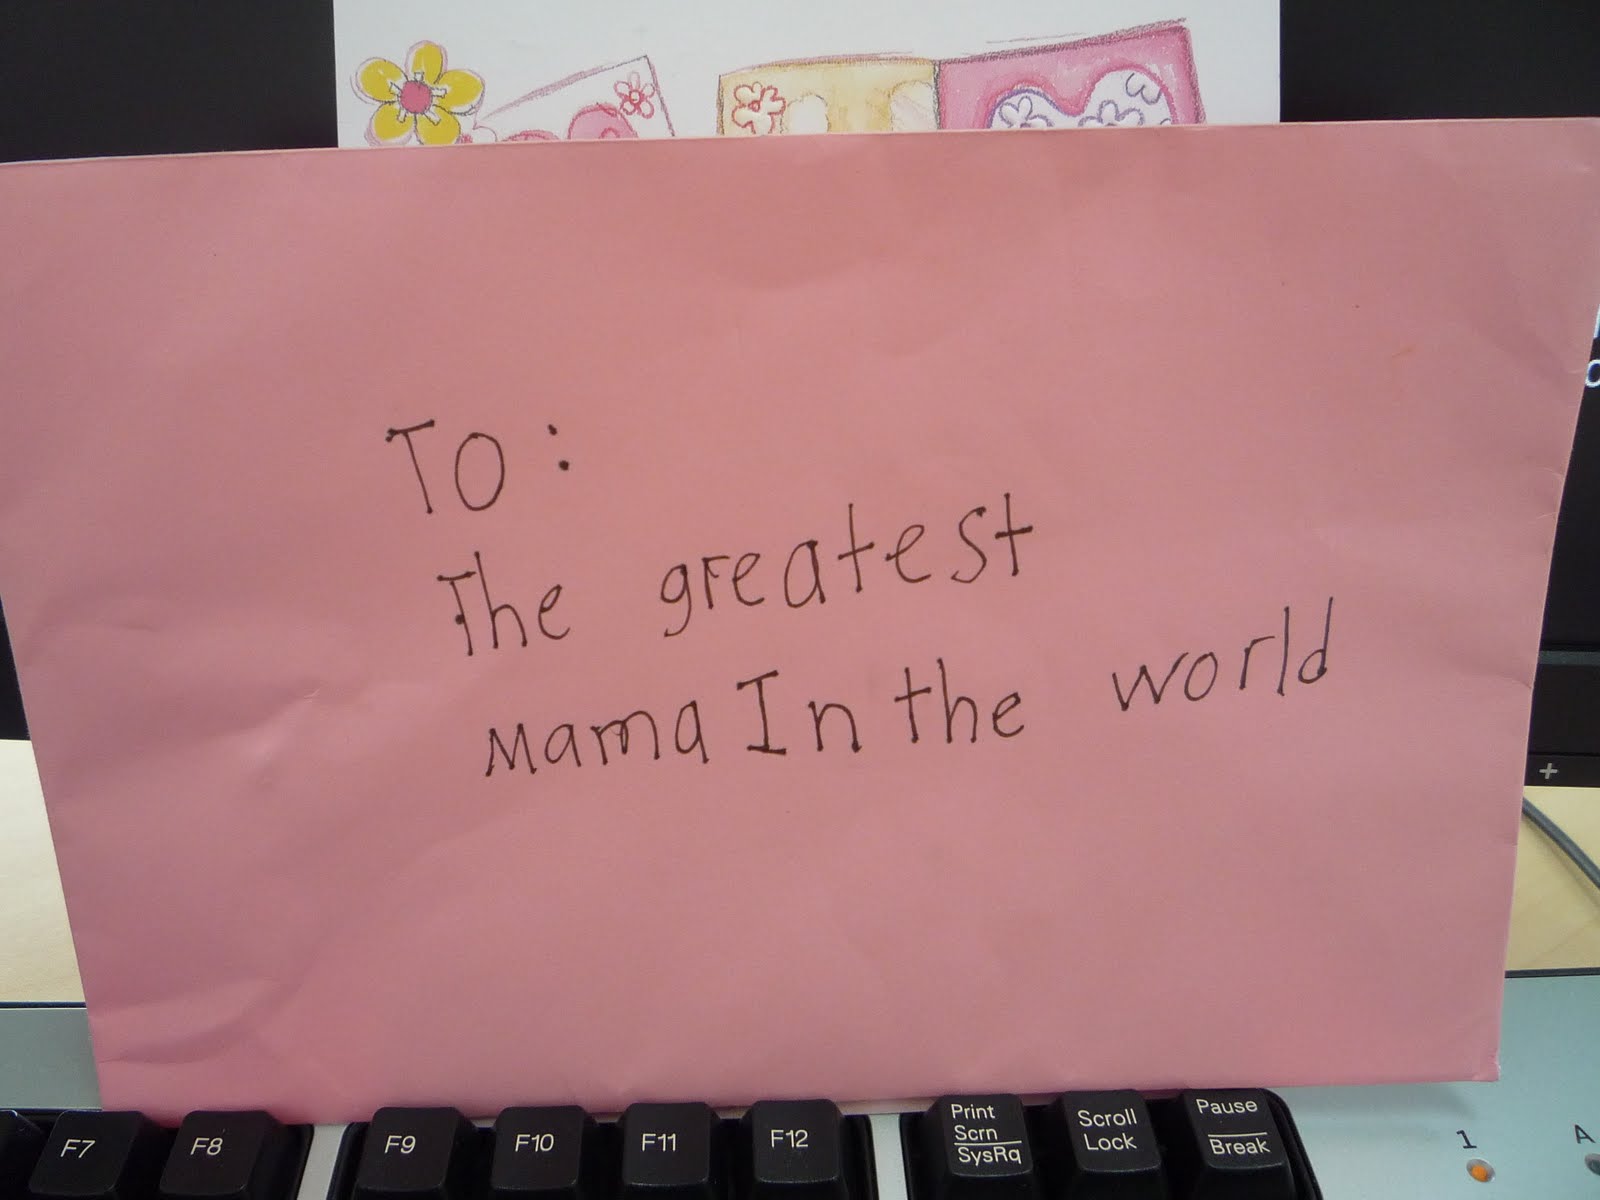 TO:
The greatest
Mama In the world
+
F7 F8 F9 F10 F11 F12
Print
Scrn
SysRq
Scroll
Lock
Pause
Break
1 A